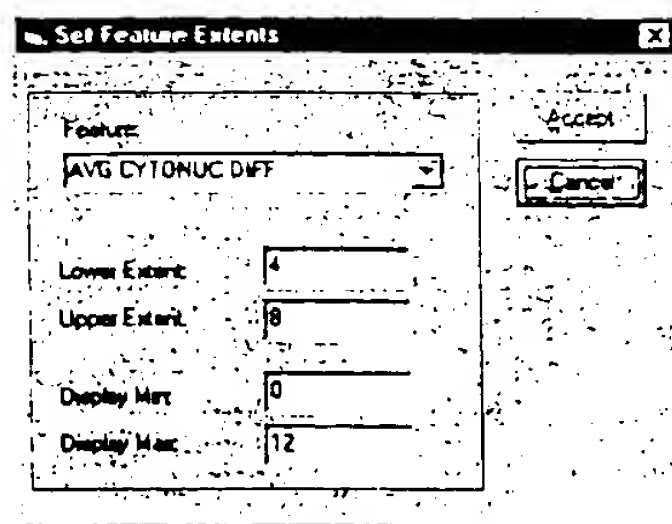 Set Feature Extents
Feature:
AVG CYTONUC DIFF
Accept
Cancel
Lower Extent:
4
Upper Extent:
8
Display Min:
0
Display Max:
12